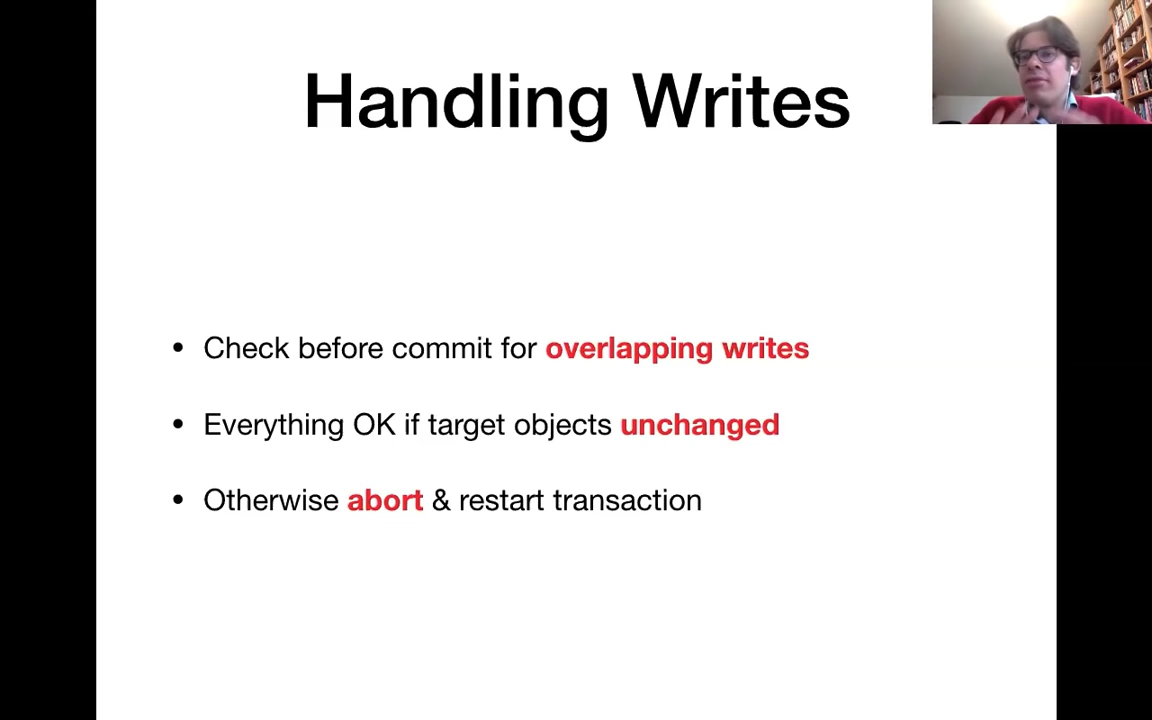 Handling Writes
• Check before commit for overlapping writes
• Everything OK if target objects unchanged
• Otherwise abort & restart transaction